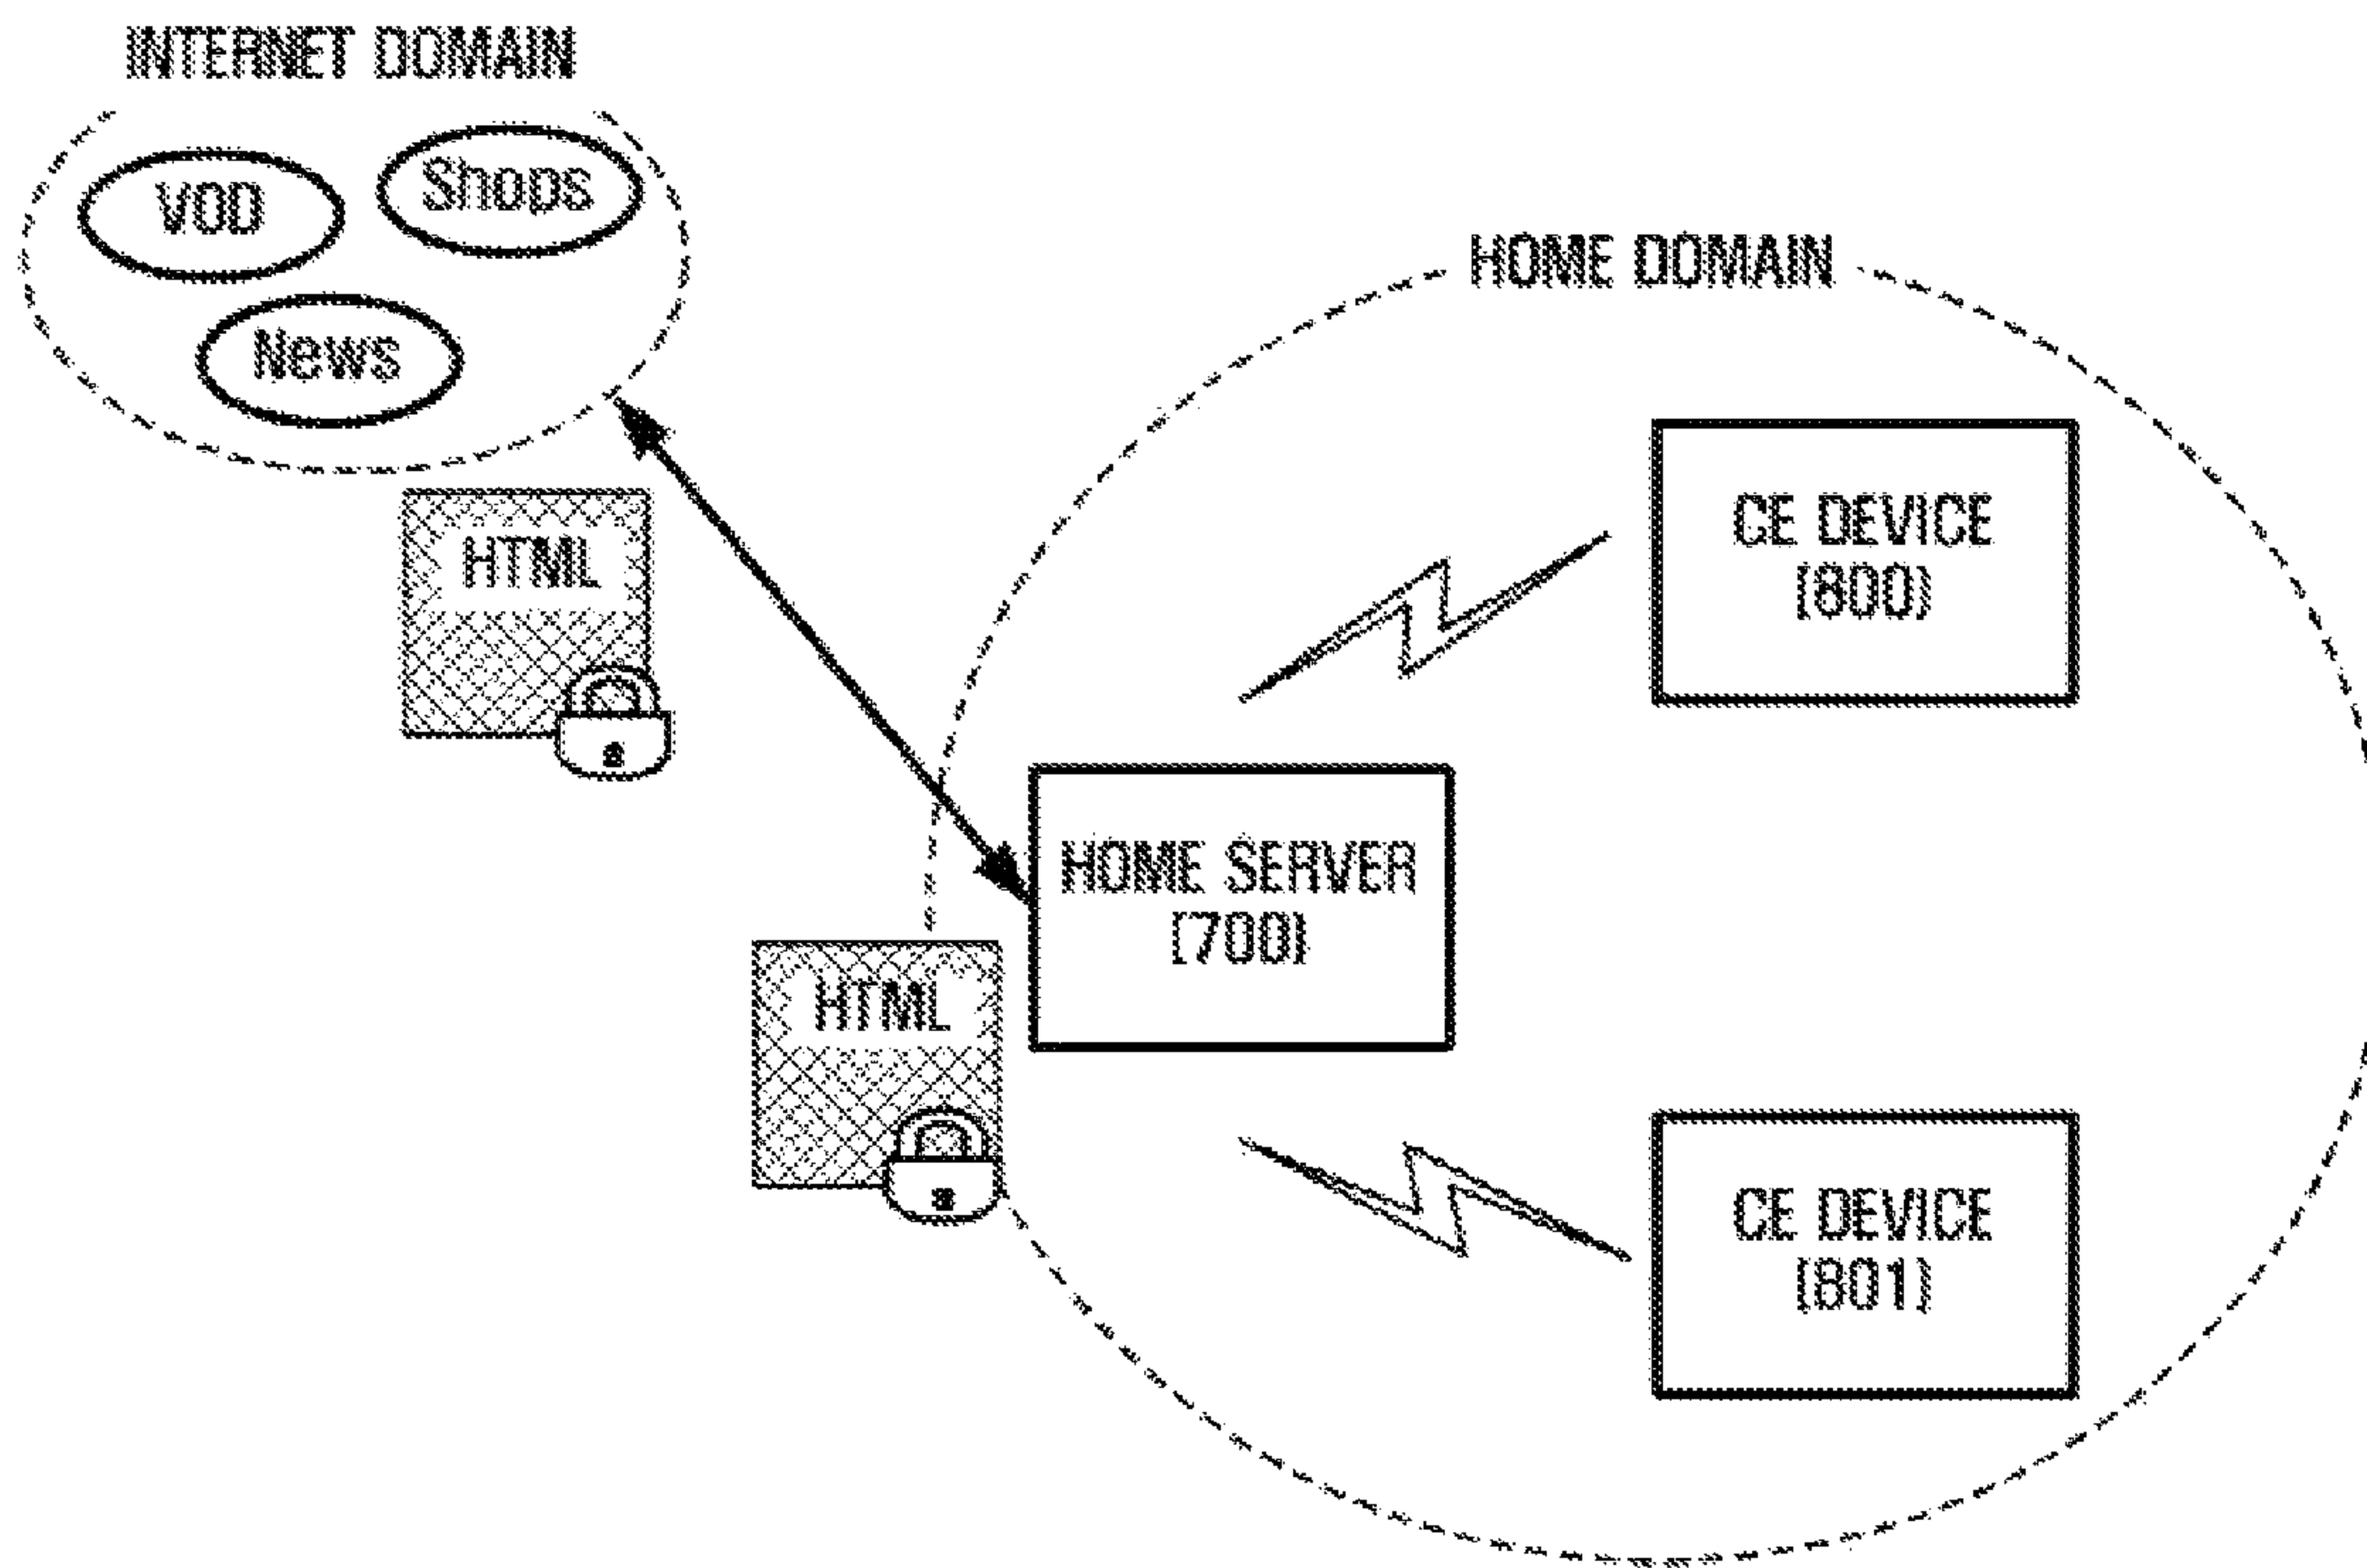 INTERNET DOMAIN
VOD
Shops
News
HOME DOMAIN
HTML
CE DEVICE
(800)
HOME SERVER
(700)
HTML
CE DEVICE
(801)